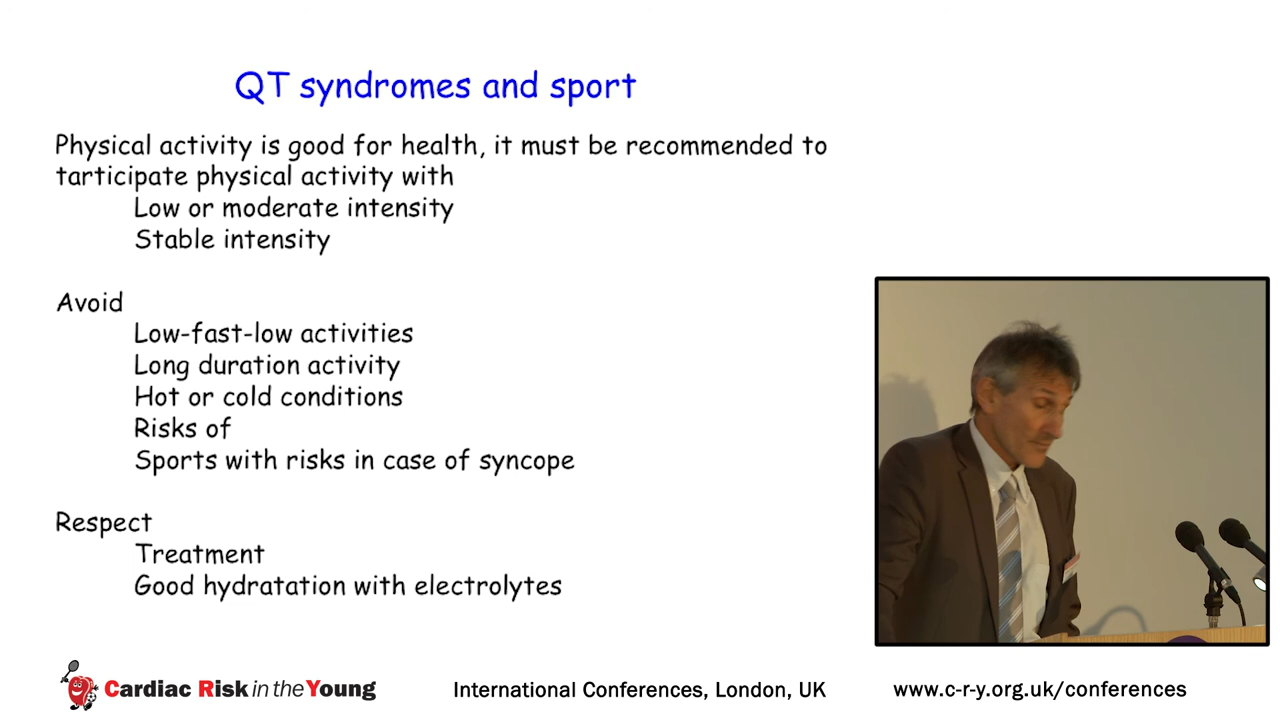 QT syndromes and sport
Physical activity is good for health, it must be recommended to
tarticipate physical activity with
Low or moderate intensity
Stable intensity
Avoid
Low-fast-low activities
Long duration activity
Hot or cold conditions
Risks of
Sports with risks in case of syncope
Respect
Treatment
Good hydratation with electrolytes
Cardiac Risk in the Young
International Conferences, London, UK
www.c-r-y.org.uk/conferences